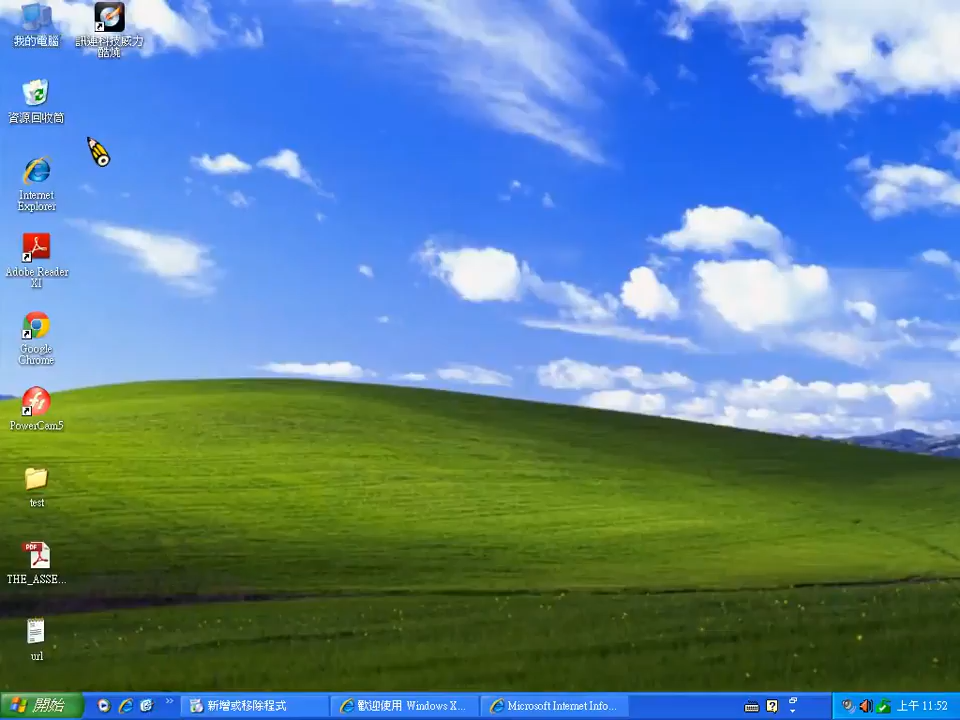 我的電腦
訊連科技威力
酷燒
資源回收筒
Internet
Explorer
Adobe Reader
XI
Google
Chrome
PowerCam5
test
THE_ASSE...
url
開始
新增或移除程式
歡迎使用 Windows X...
Microsoft Internet Info...
上午 11:52